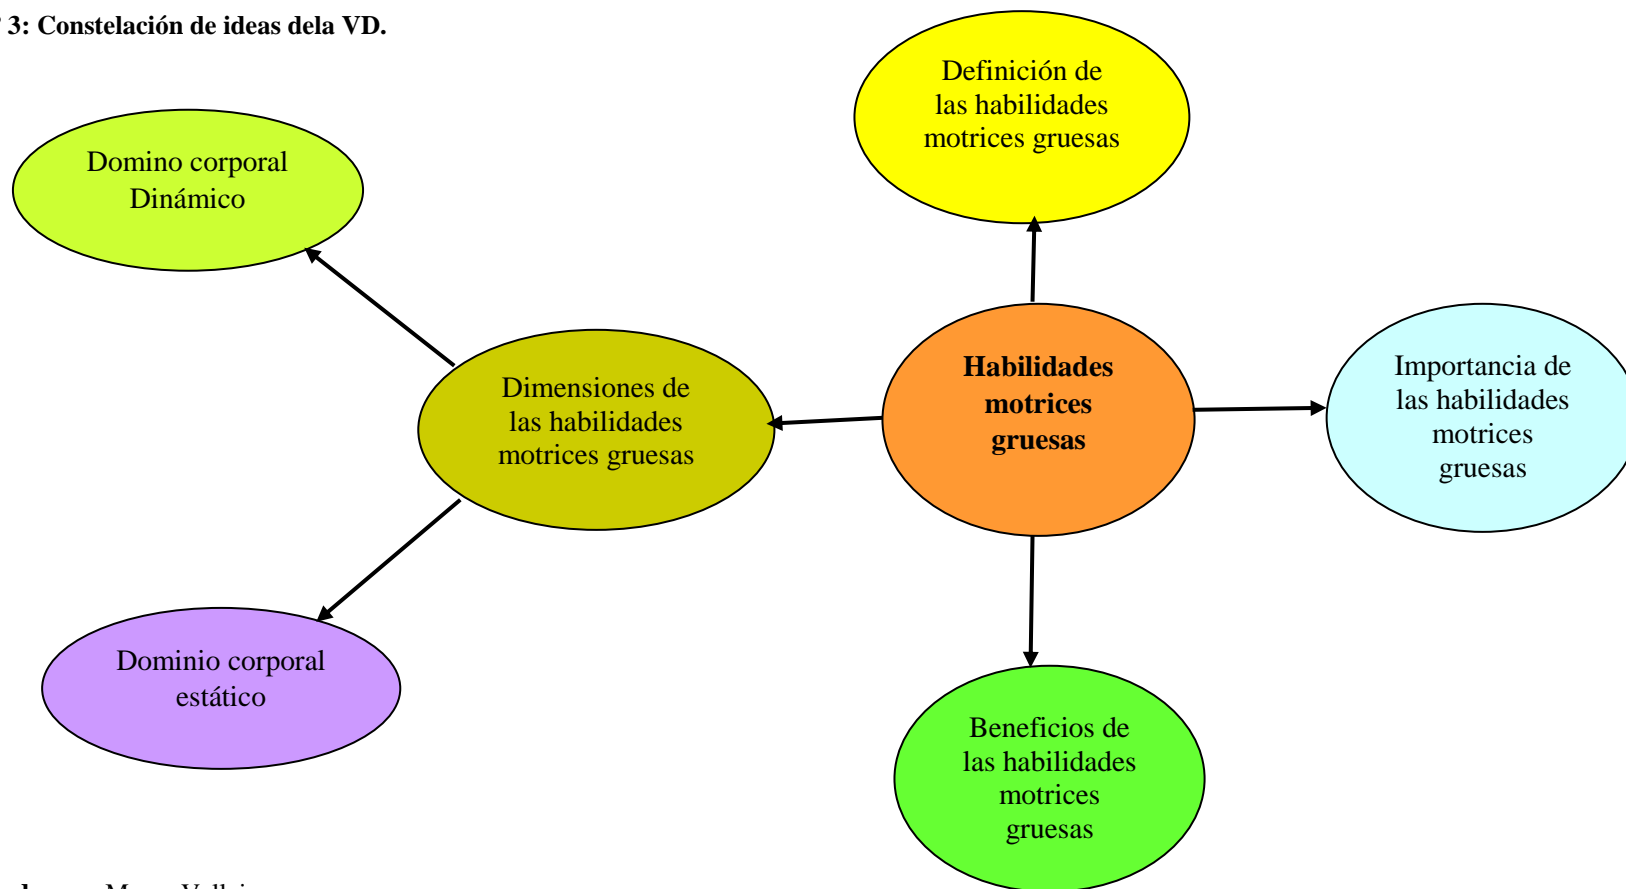 3: Constelación de ideas dela VD.
Definición de
las habilidades
motrices gruesas
Domino corporal
Dinámico
Habilidades
motrices
gruesas
Importancia de
las habilidades
motrices
gruesas
Dimensiones de
las habilidades
motrices gruesas
Dominio corporal
estático
Beneficios de
las habilidades
motrices
gruesas